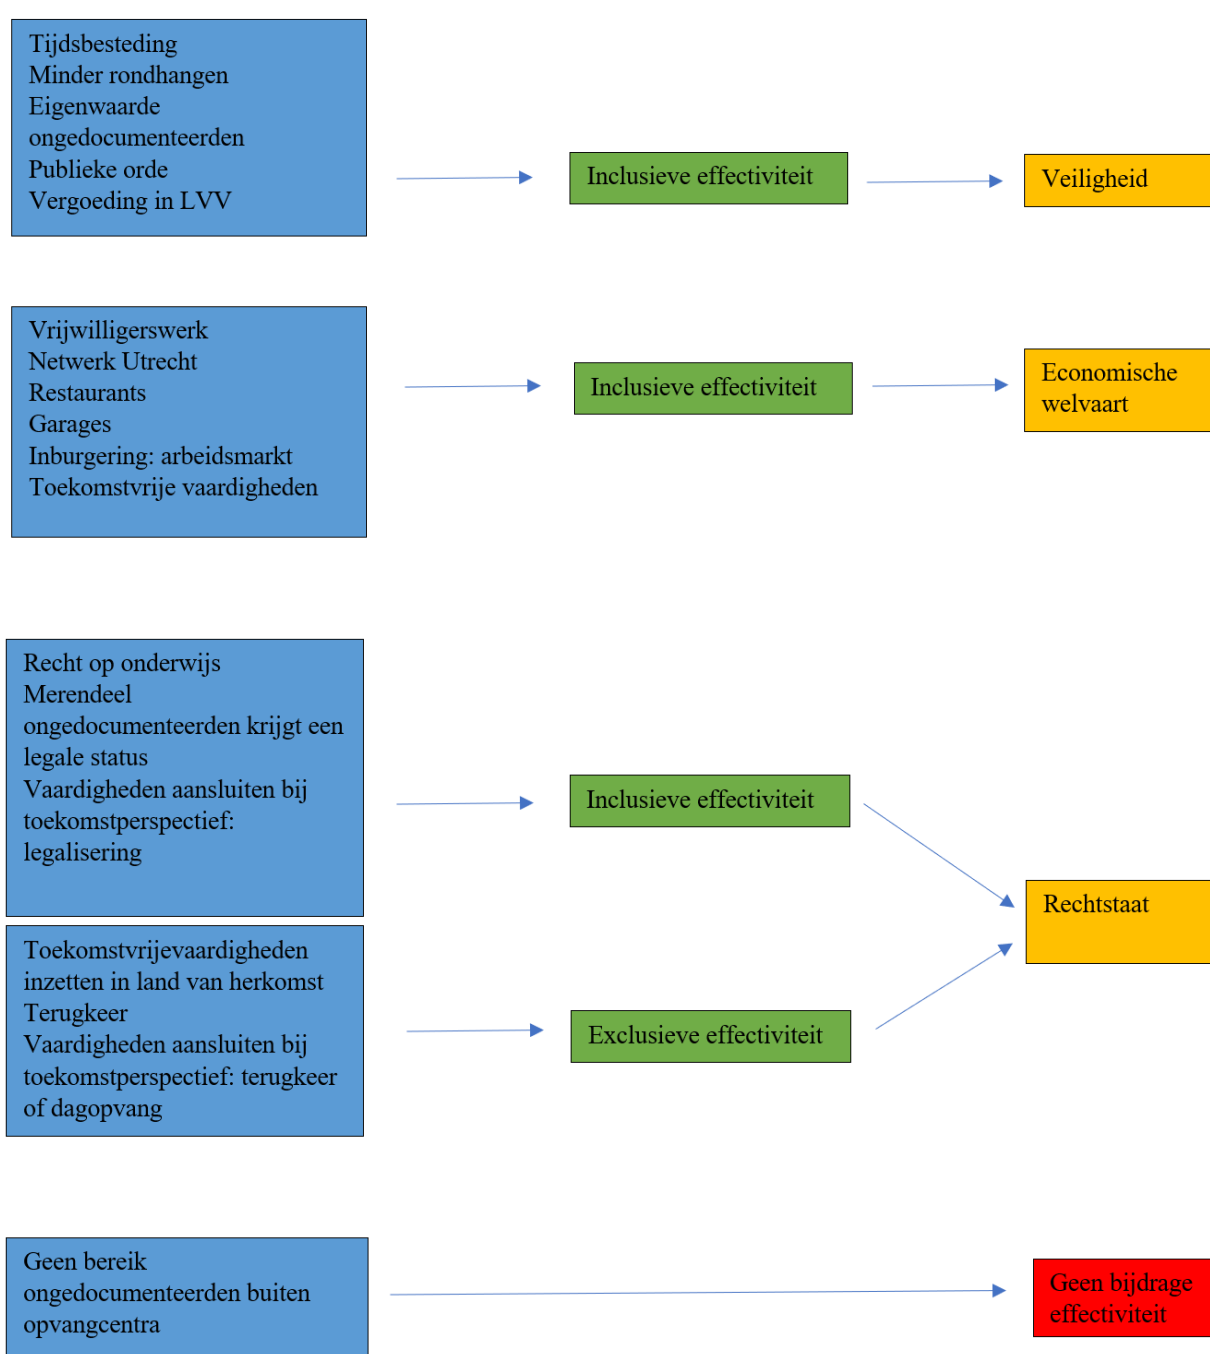 Tijdsbesteding
Minder rondhangen
Eigenwaarde
ongedocumenteerden
Publieke orde
Vergoeding in LVV
Inclusieve effectiviteit
Veiligheid
Vrijwilligerswerk
Netwerk Utrecht
Restaurants
Garages
Inburgering: arbeidsmarkt
Toekomstvrije vaardigheden
Inclusieve effectiviteit
Economische
welvaart
Recht op onderwijs
Merendeel
ongedocumenteerden krijgt een
legale status
Vaardigheden aansluiten bij
toekomstperspectief:
legalisering
Inclusieve effectiviteit
Rechtstaat
Toekomstvrijevaardigheden
inzetten in land van herkomst
Terugkeer
Vaardigheden aansluiten bij
toekomstperspectief: terugkeer
of dagopvang
Exclusieve effectiviteit
Geen bereik
ongedocumenteerden buiten
opvangcentra
Geen bijdrage
effectiviteit